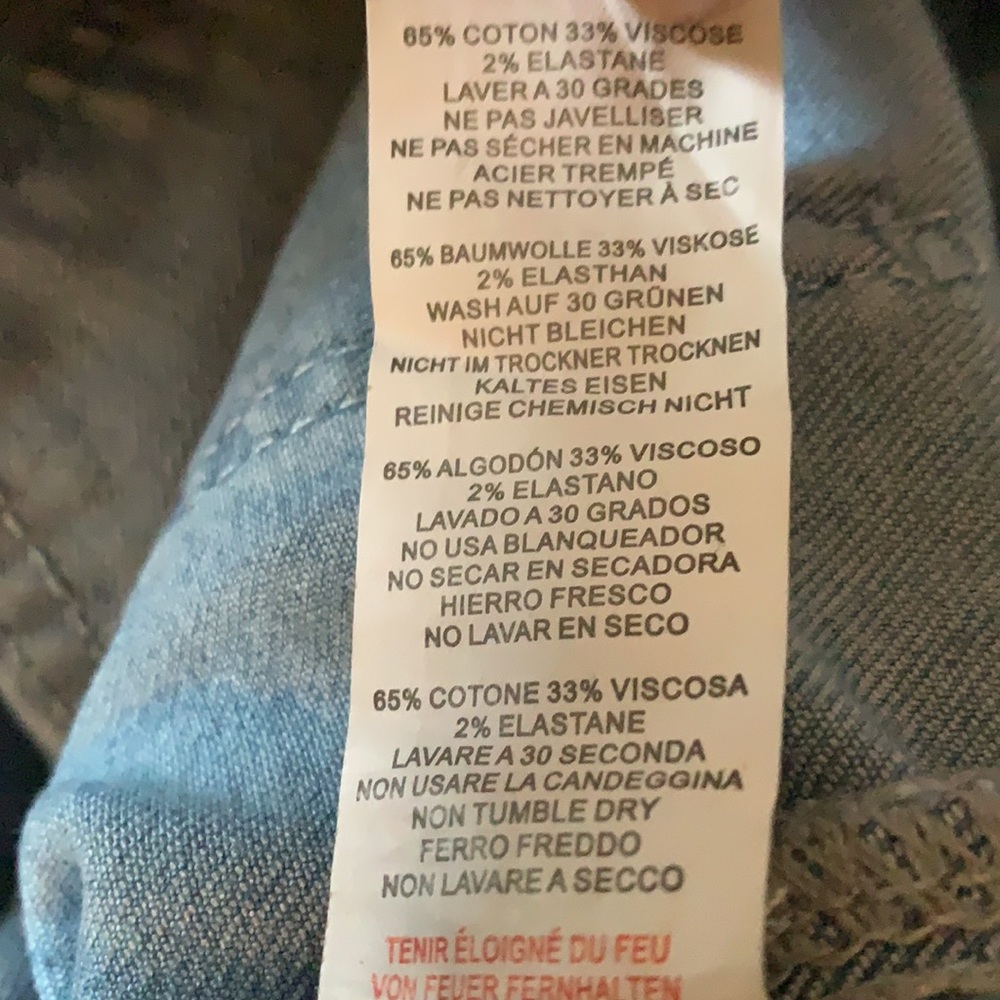 65% COTON 33% VISCOSE
2% ELASTANE
LAVER A 30 GRADES
NE PAS JAVELLISER
NE PAS SÉCHER EN MACHINE
ACIER TREMPÉ
NE PAS NETTOYER À SEC
65% BAUMWOLLE 33% VISKOSE
2% ELASTHAN
WASH AUF 30 GRÜNEN
NICHT BLEICHEN
NICHT IM TROCKNER TROCKNEN
KALTES EISEN
REINIGE CHEMISCH NICHT
65% ALGODÓN 33% VISCOSO
2% ELASTANO
LAVADO A 30 GRADOS
NO USA BLANQUEADOR
NO SECAR EN SECADORA
HIERRO FRESCO
NO LAVAR EN SECO
65% COTONE 33% VISCOSA
2% ELASTANE
LAVARE A 30 SECONDA
NON USARE LA CANDEGGINA
NON TUMBLE DRY
FERRO FREDDO
NON LAVARE A SECCO
TENIR ÉLOIGNÉ DU FEU
VON FEUER FERNHALTEN